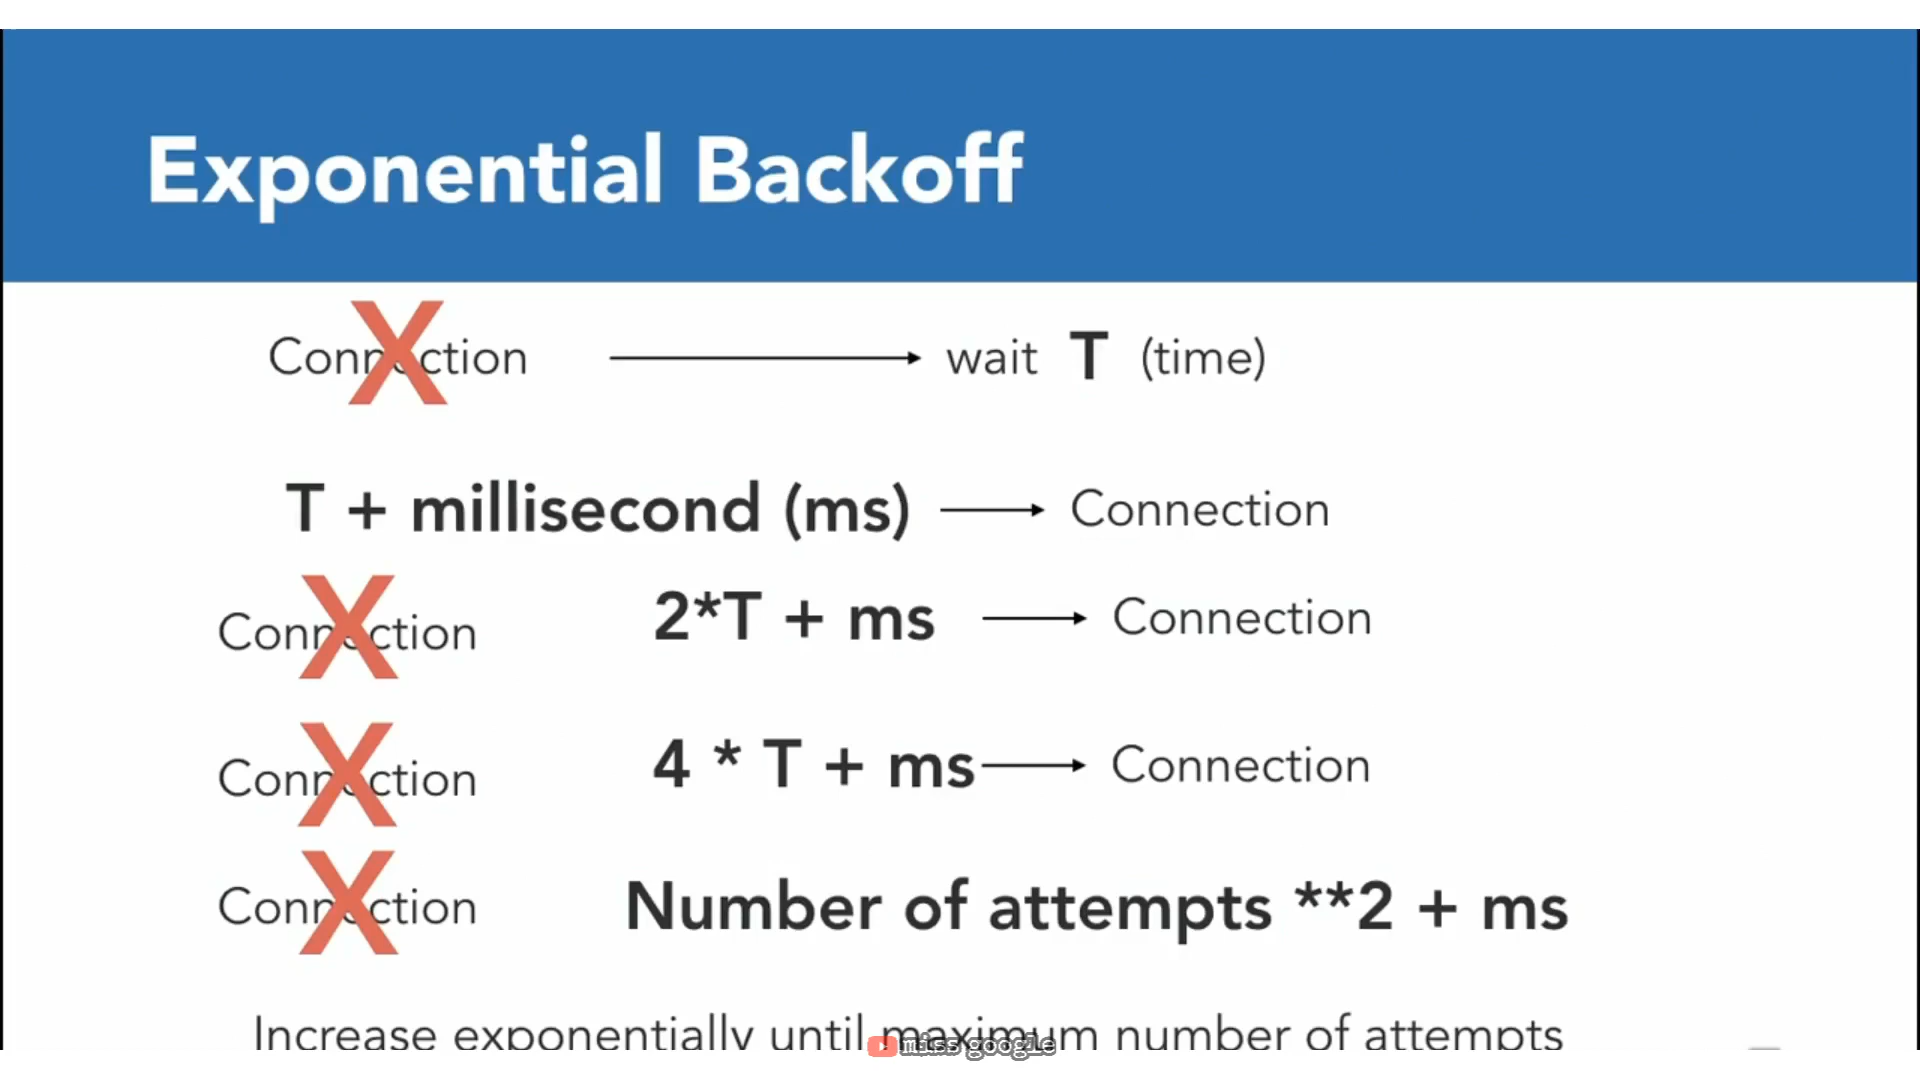 Exponential Backoff
Connection wait T (time)
T + millisecond (ms) Connection
Connection 2*T + ms Connection
Connection 4 * T + ms Connection
Connection Number of attempts **2 + ms
Increase exponentially until maximum number of attempts
miss google